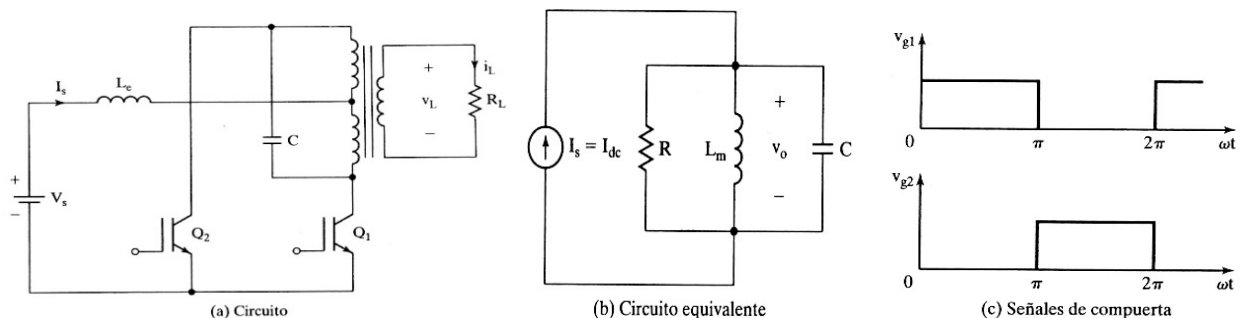 I_s
L_e
+
V_s
−
C
Q_2
Q_1
+
v_L
−
i_L
R_L
(a) Circuito
I_s = I_dc
R
L_m
+
v_o
−
C
(b) Circuito equivalente
v_g1
0
π
2π
ωt
v_g2
0
π
2π
ωt
(c) Señales de compuerta